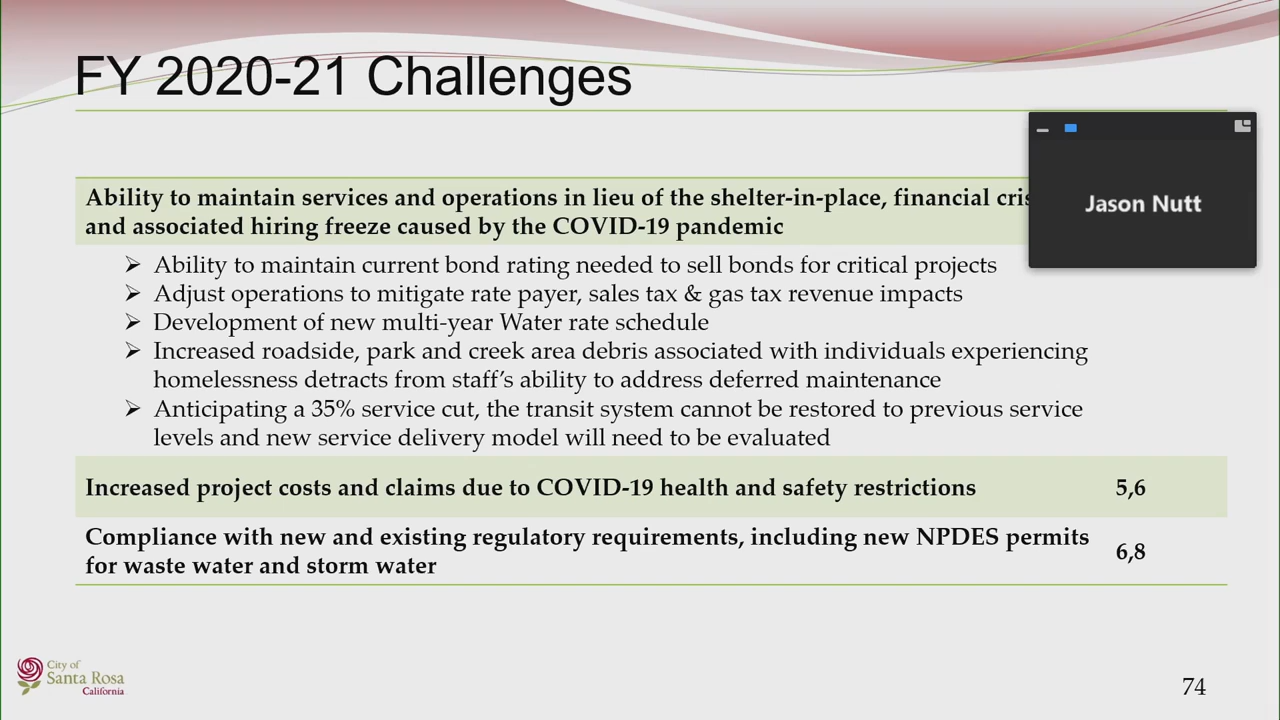 FY 2020-21 Challenges
Jason Nutt
Ability to maintain services and operations in lieu of the shelter-in-place, financial
and associated hiring freeze caused by the COVID-19 pandemic
➢ Ability to maintain current bond rating needed to sell bonds for critical projects
➢ Adjust operations to mitigate rate payer, sales tax & gas tax revenue impacts
➢ Development of new multi-year Water rate schedule
➢ Increased roadside, park and creek area debris associated with individuals experiencing
homelessness detracts from staff’s ability to address deferred maintenance
➢ Anticipating a 35% service cut, the transit system cannot be restored to previous service
levels and new service delivery model will need to be evaluated
Increased project costs and claims due to COVID-19 health and safety restrictions 5,6
Compliance with new and existing regulatory requirements, including new NPDES permits
for waste water and storm water 6,8
City of
Santa Rosa
California
74